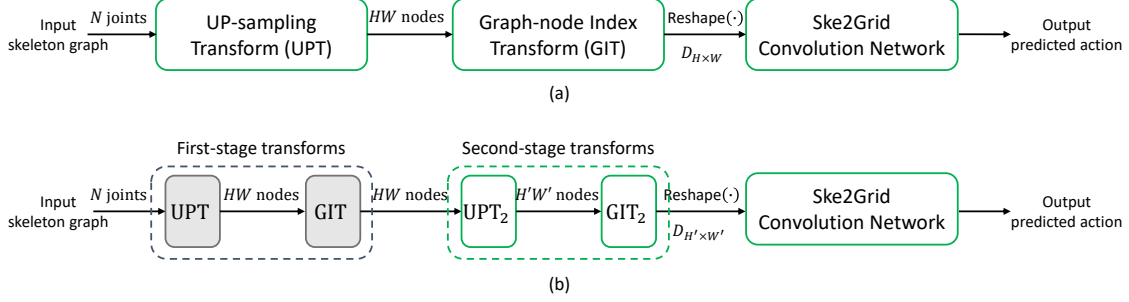 Input
skeleton graph
N joints
UP-sampling
Transform (UPT)
HW nodes
Graph-node Index
Transform (GIT)
Reshape(·)
D_{H×W}
Ske2Grid
Convolution Network
Output
predicted action
(a)
First-stage transforms
Second-stage transforms
Input
skeleton graph
N joints
UPT
HW nodes
GIT
HW nodes
UPT₂
H′W′ nodes
GIT₂
Reshape(·)
D_{H′×W′}
Ske2Grid
Convolution Network
Output
predicted action
(b)